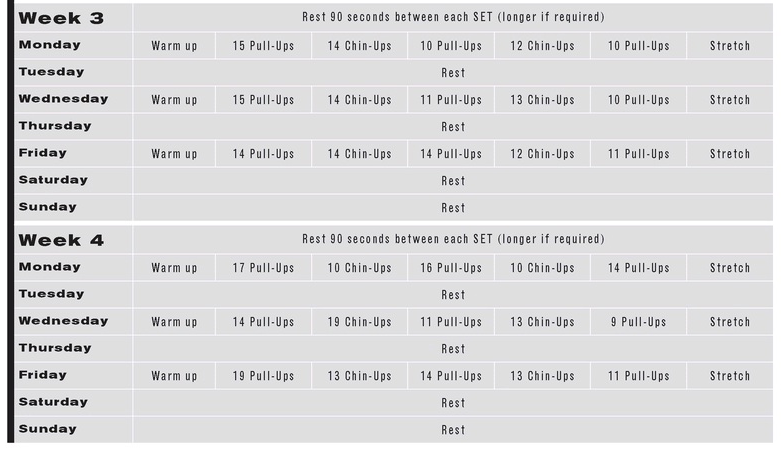 Week 3 Rest 90 seconds between each SET (longer if required)
Monday Warm up 15 Pull-Ups 14 Chin-Ups 10 Pull-Ups 12 Chin-Ups 10 Pull-Ups Stretch
Tuesday Rest
Wednesday Warm up 15 Pull-Ups 14 Chin-Ups 11 Pull-Ups 13 Chin-Ups 10 Pull-Ups Stretch
Thursday Rest
Friday Warm up 14 Pull-Ups 14 Chin-Ups 14 Pull-Ups 12 Chin-Ups 11 Pull-Ups Stretch
Saturday Rest
Sunday Rest
Week 4 Rest 90 seconds between each SET (longer if required)
Monday Warm up 17 Pull-Ups 10 Chin-Ups 16 Pull-Ups 10 Chin-Ups 14 Pull-Ups Stretch
Tuesday Rest
Wednesday Warm up 14 Pull-Ups 19 Chin-Ups 11 Pull-Ups 13 Chin-Ups 9 Pull-Ups Stretch
Thursday Rest
Friday Warm up 19 Pull-Ups 13 Chin-Ups 14 Pull-Ups 13 Chin-Ups 11 Pull-Ups Stretch
Saturday Rest
Sunday Rest